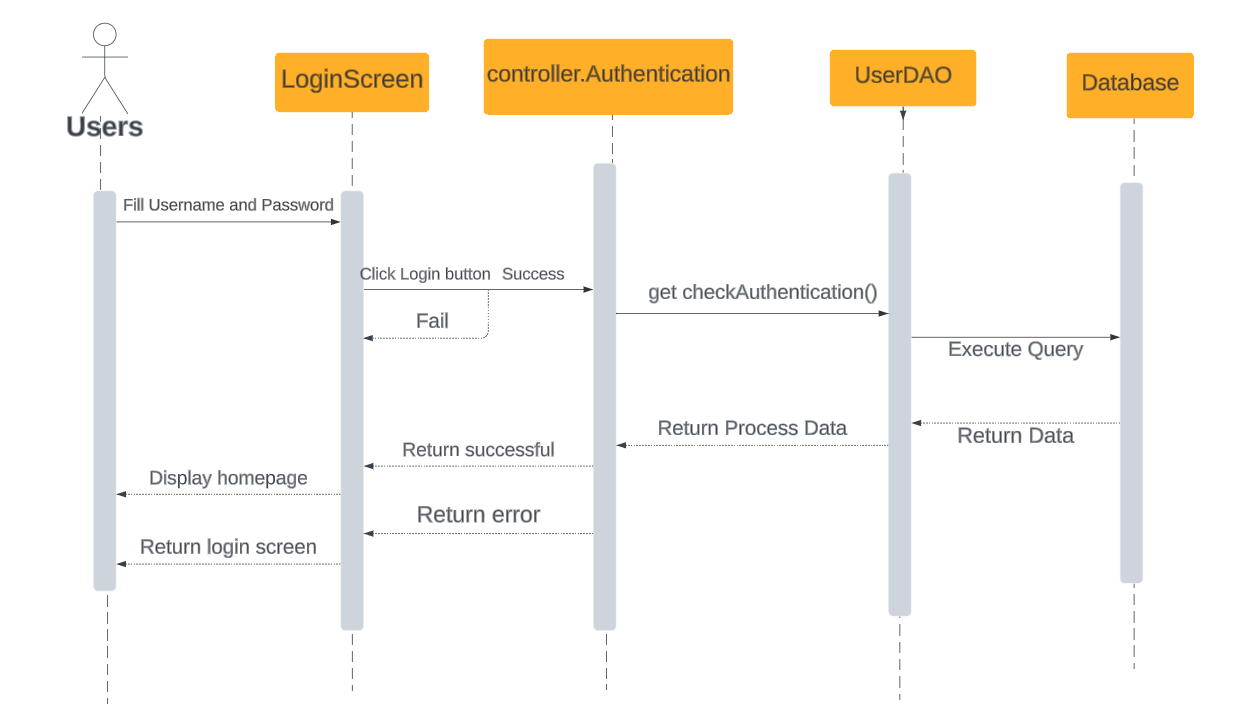 Users
LoginScreen
controller.Authentication
UserDAO
Database
Fill Username and Password
Click Login button Success
Fail
get checkAuthentication()
Execute Query
Return Data
Return Process Data
Return successful
Display homepage
Return error
Return login screen